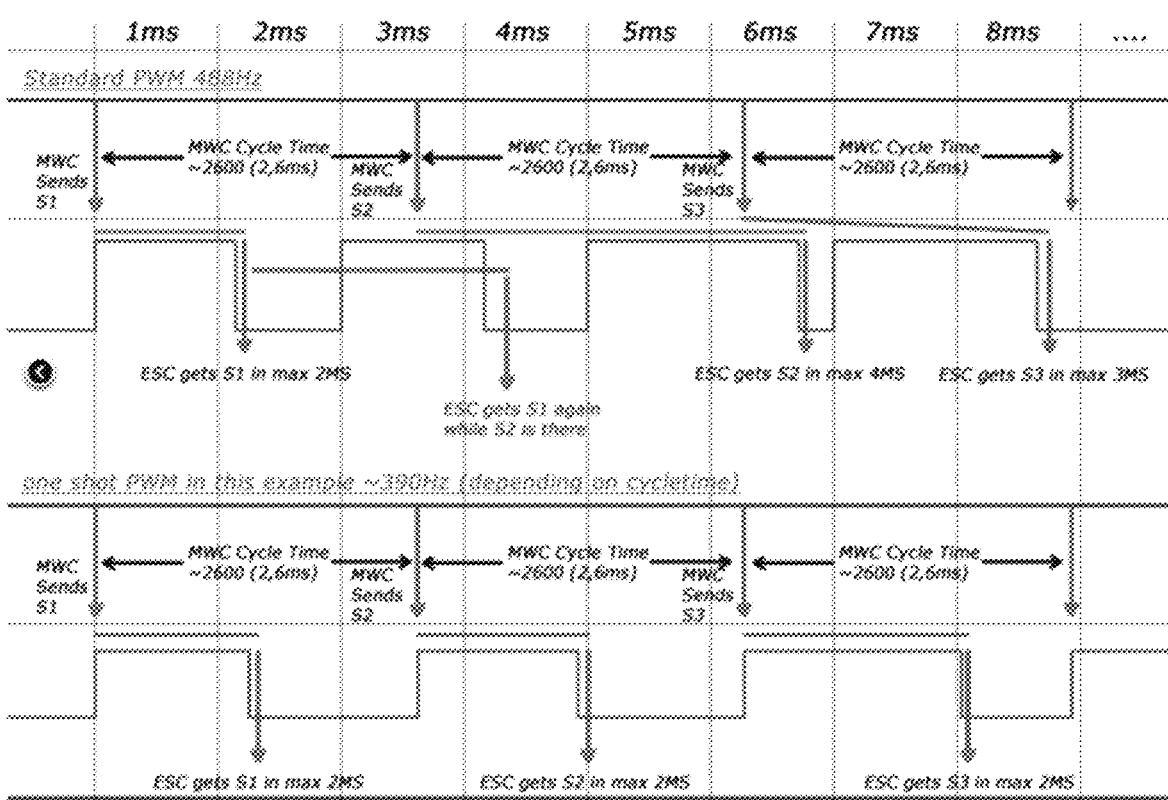 1ms 2ms 3ms 4ms 5ms 6ms 7ms 8ms ....
Standard PWM 468Hz
MWC
Sends
S1
MWC Cycle Time
~2600 (2,6ms)
MWC
Sends
S2
MWC Cycle Time
~2600 (2,6ms)
MWC
Sends
S3
MWC Cycle Time
~2600 (2,6ms)
ESC gets S1 in max 2MS
ESC gets S1 again
while S2 is there
ESC gets S2 in max 4MS
ESC gets S3 in max 3MS
one shot PWM in this example ~390Hz (depending on cycletime)
MWC
Sends
S1
MWC Cycle Time
~2600 (2,6ms)
MWC
Sends
S2
MWC Cycle Time
~2600 (2,6ms)
MWC
Sends
S3
MWC Cycle Time
~2600 (2,6ms)
ESC gets S1 in max 2MS
ESC gets S2 in max 2MS
ESC gets S3 in max 2MS